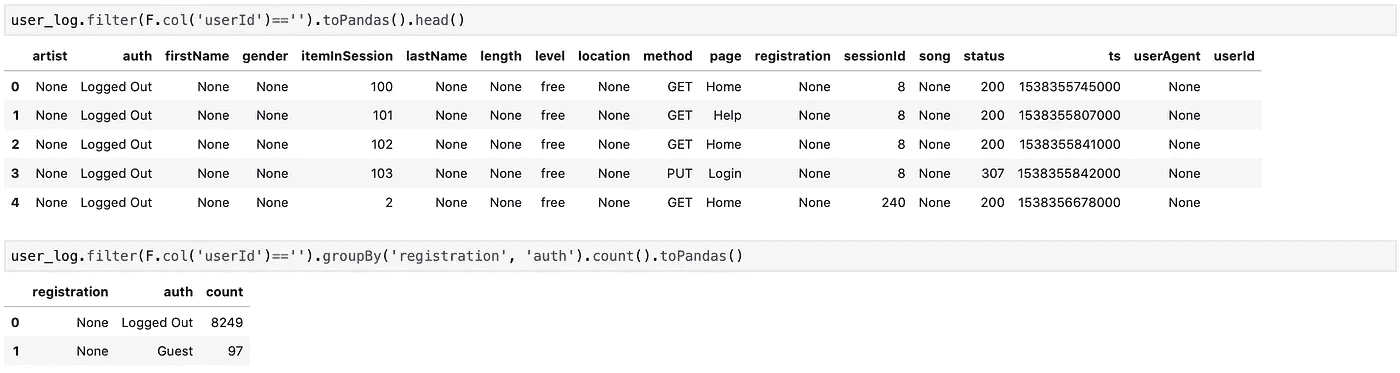 user_log.filter(F.col('userId')=='').toPandas().head()
artist auth firstName gender itemInSession lastName length level location method page registration sessionId song status ts userAgent userId
0 None Logged Out None None 100 None None free None GET Home None 8 None 200 1538355745000 None
1 None Logged Out None None 101 None None free None GET Help None 8 None 200 1538355807000 None
2 None Logged Out None None 102 None None free None GET Home None 8 None 200 1538355841000 None
3 None Logged Out None None 103 None None free None PUT Login None 8 None 307 1538355842000 None
4 None Logged Out None None 2 None None free None GET Home None 240 None 200 1538356678000 None
user_log.filter(F.col('userId')=='').groupBy('registration', 'auth').count().toPandas()
registration auth count
0 None Logged Out 8249
1 None Guest 97